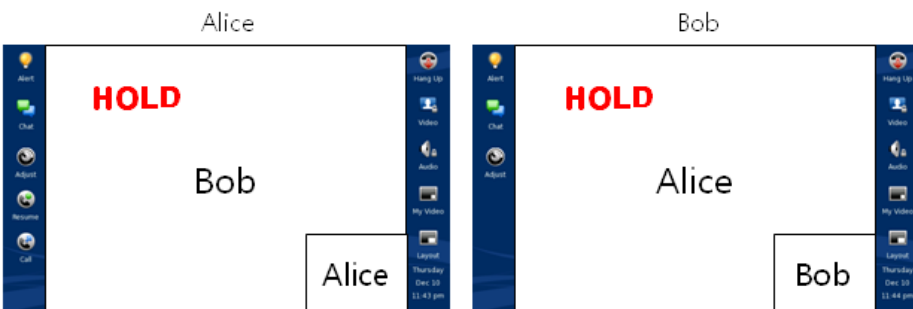 Alice
Alert
Chat
Adjust
Resume
Call
HOLD
Bob
Alice
Hang Up
Video
Audio
My Video
Layout
Thursday
Dec 10
11:43 pm
Bob
Alert
Chat
Adjust
HOLD
Alice
Bob
Hang Up
Video
Audio
My Video
Layout
Thursday
Dec 10
11:44 pm